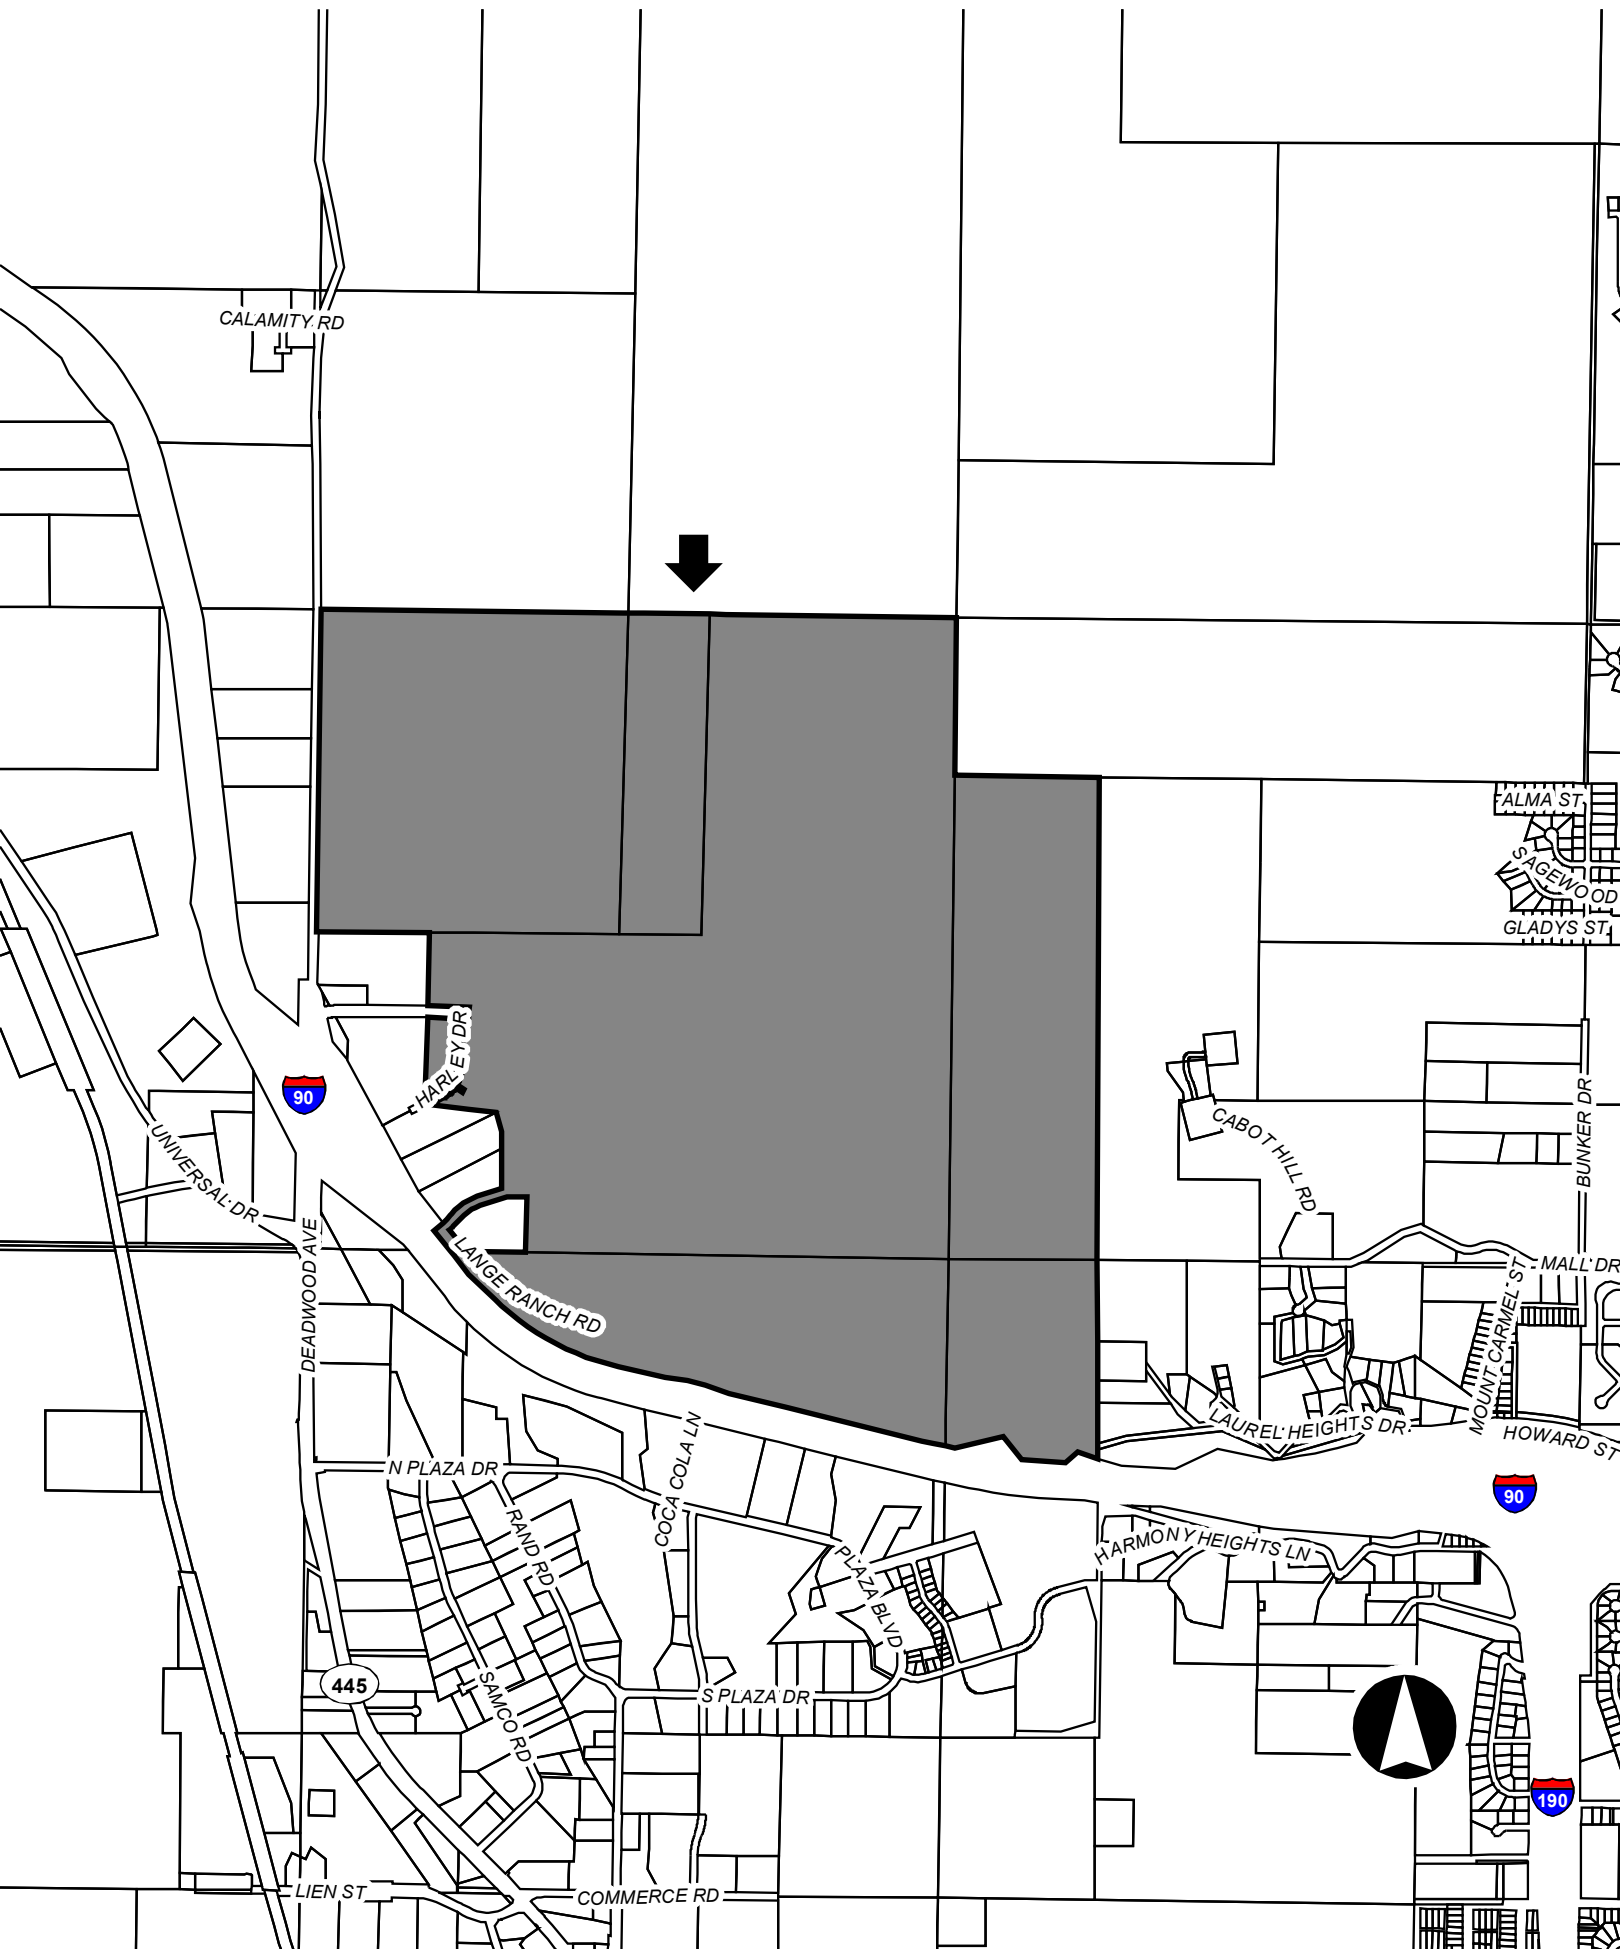 CALAMITY RD
ALMA ST
SAGEWOOD
GLADYS ST
HARLEY DR
90
BUNKER DR
CABOT HILL RD
UNIVERSAL DR
DEADWOOD AVE
LANGE RANCH RD
MALL DR
MOUNT CARMEL ST
LAUREL HEIGHTS DR
HOWARD ST
N PLAZA DR
COCA COLA LN
90
RAND RD
PLAZA BLVD
HARMONY HEIGHTS LN
445
SAMCO RD
S PLAZA DR
190
LIEN ST
COMMERCE RD